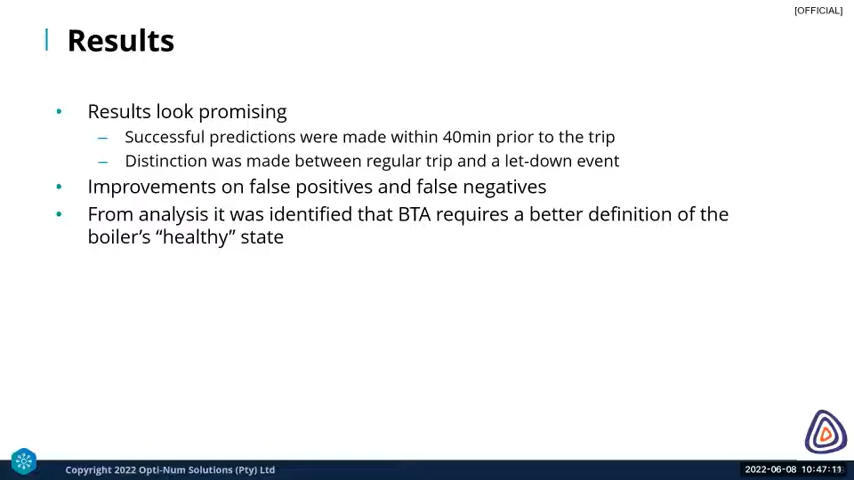 [OFFICIAL]
Results
• Results look promising
– Successful predictions were made within 40min prior to the trip
– Distinction was made between regular trip and a let-down event
• Improvements on false positives and false negatives
• From analysis it was identified that BTA requires a better definition of the
boiler’s “healthy” state
Copyright 2022 Opti-Num Solutions (Pty) Ltd
2022-06-08 10:47:11